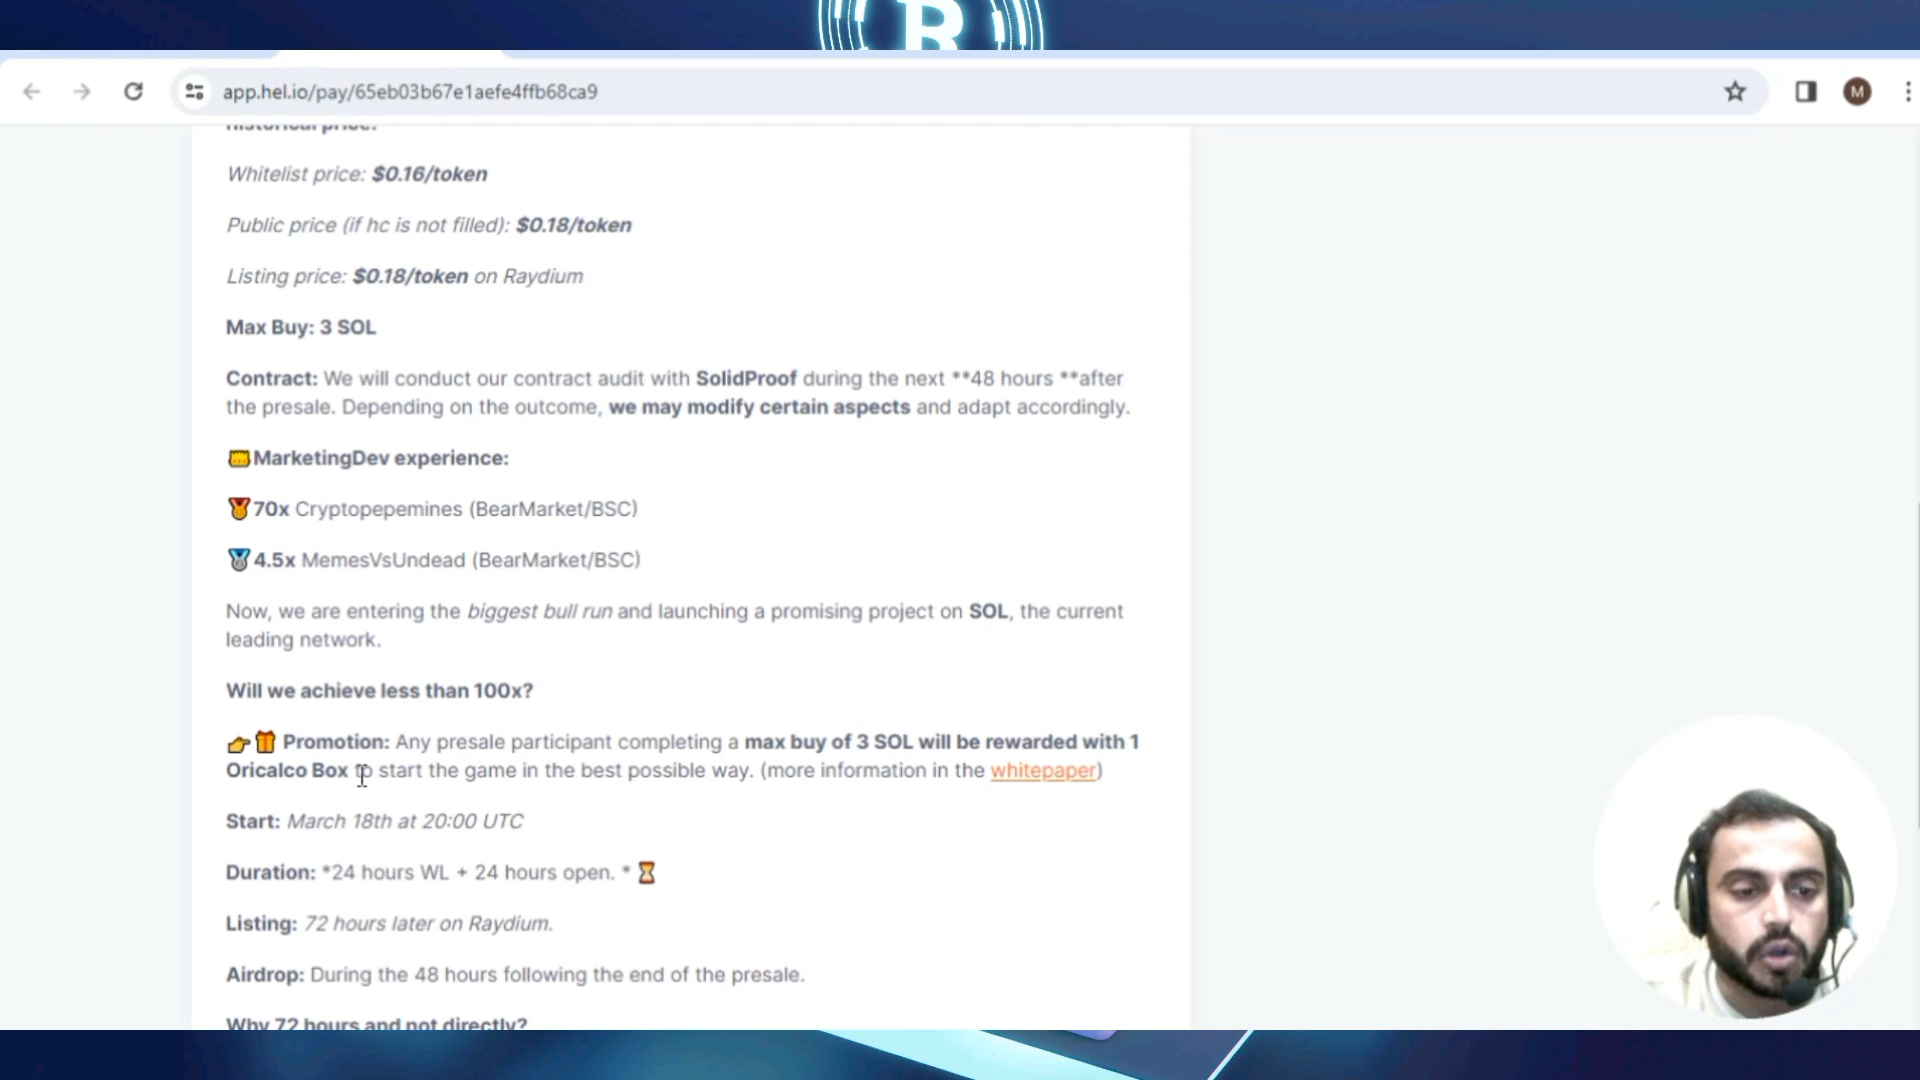 B
app.hel.io/pay/65eb03b67e1aefe4ffb68ca9
M
Historical price:
Whitelist price: $0.16/token
Public price (if hc is not filled): $0.18/token
Listing price: $0.18/token on Raydium
Max Buy: 3 SOL
Contract: We will conduct our contract audit with SolidProof during the next **48 hours **after
the presale. Depending on the outcome, we may modify certain aspects and adapt accordingly.
MarketingDev experience:
70x Cryptopepemines (BearMarket/BSC)
4.5x MemesVsUndead (BearMarket/BSC)
Now, we are entering the biggest bull run and launching a promising project on SOL, the current
leading network.
Will we achieve less than 100x?
Promotion: Any presale participant completing a max buy of 3 SOL will be rewarded with 1
Oricalco Box to start the game in the best possible way. (more information in the whitepaper)
Start: March 18th at 20:00 UTC
Duration: *24 hours WL + 24 hours open. *
Listing: 72 hours later on Raydium.
Airdrop: During the 48 hours following the end of the presale.
Why 72 hours and not directly?